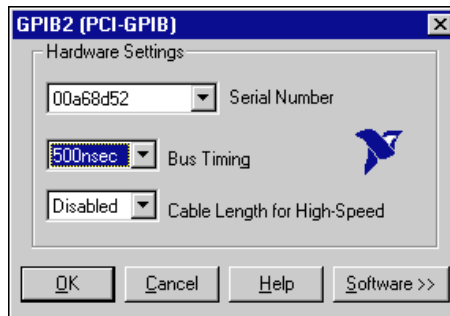 GPIB2 (PCI-GPIB)
Hardware Settings
00a68d52 Serial Number
500nsec Bus Timing
Disabled Cable Length for High-Speed
OK Cancel Help Software >>